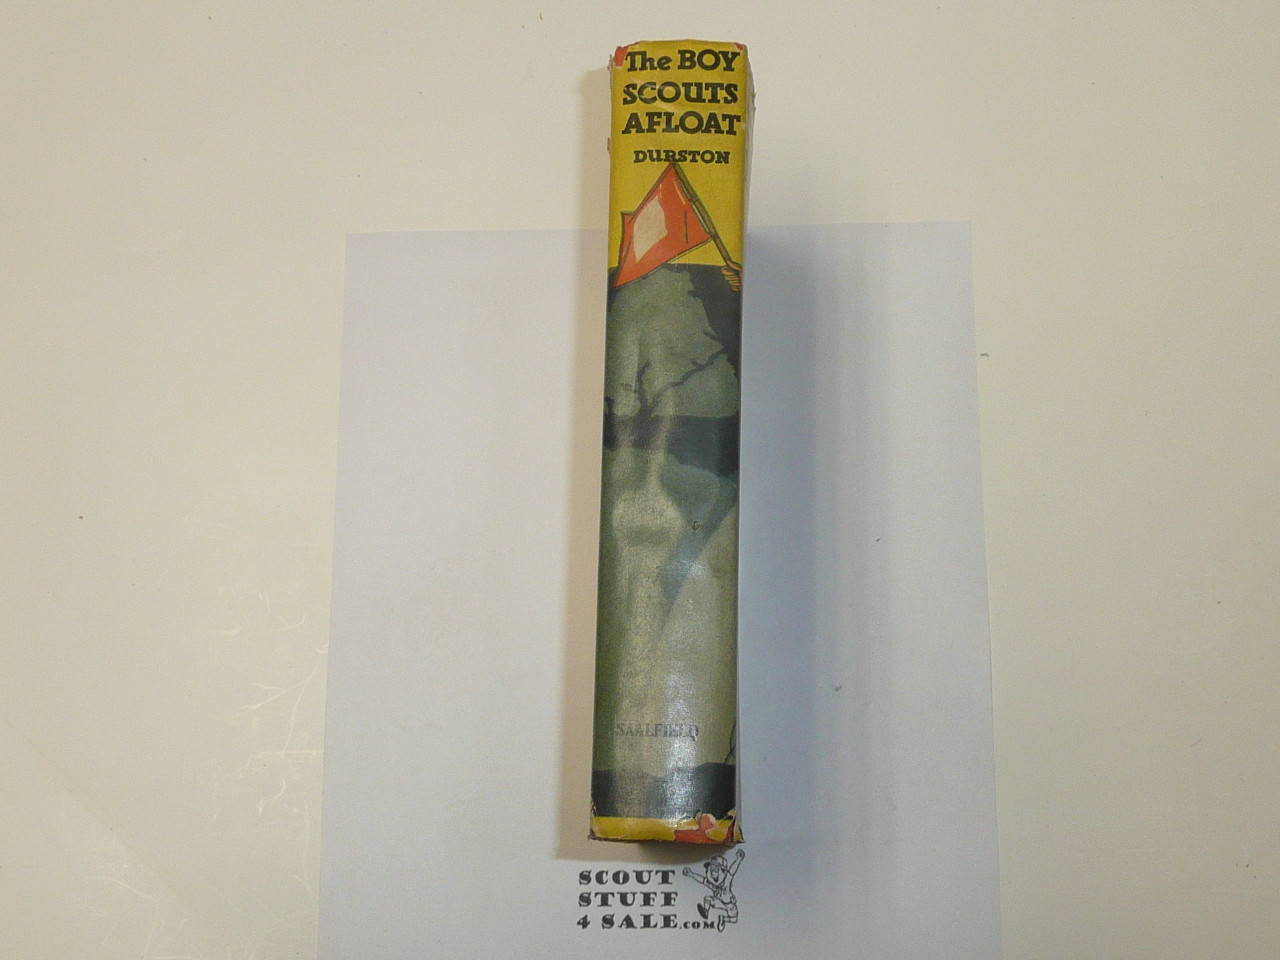 The BOY
SCOUTS
AFLOAT
DURSTON
SAALFIELD
SCOUT
STUFF
4 SALE.COM